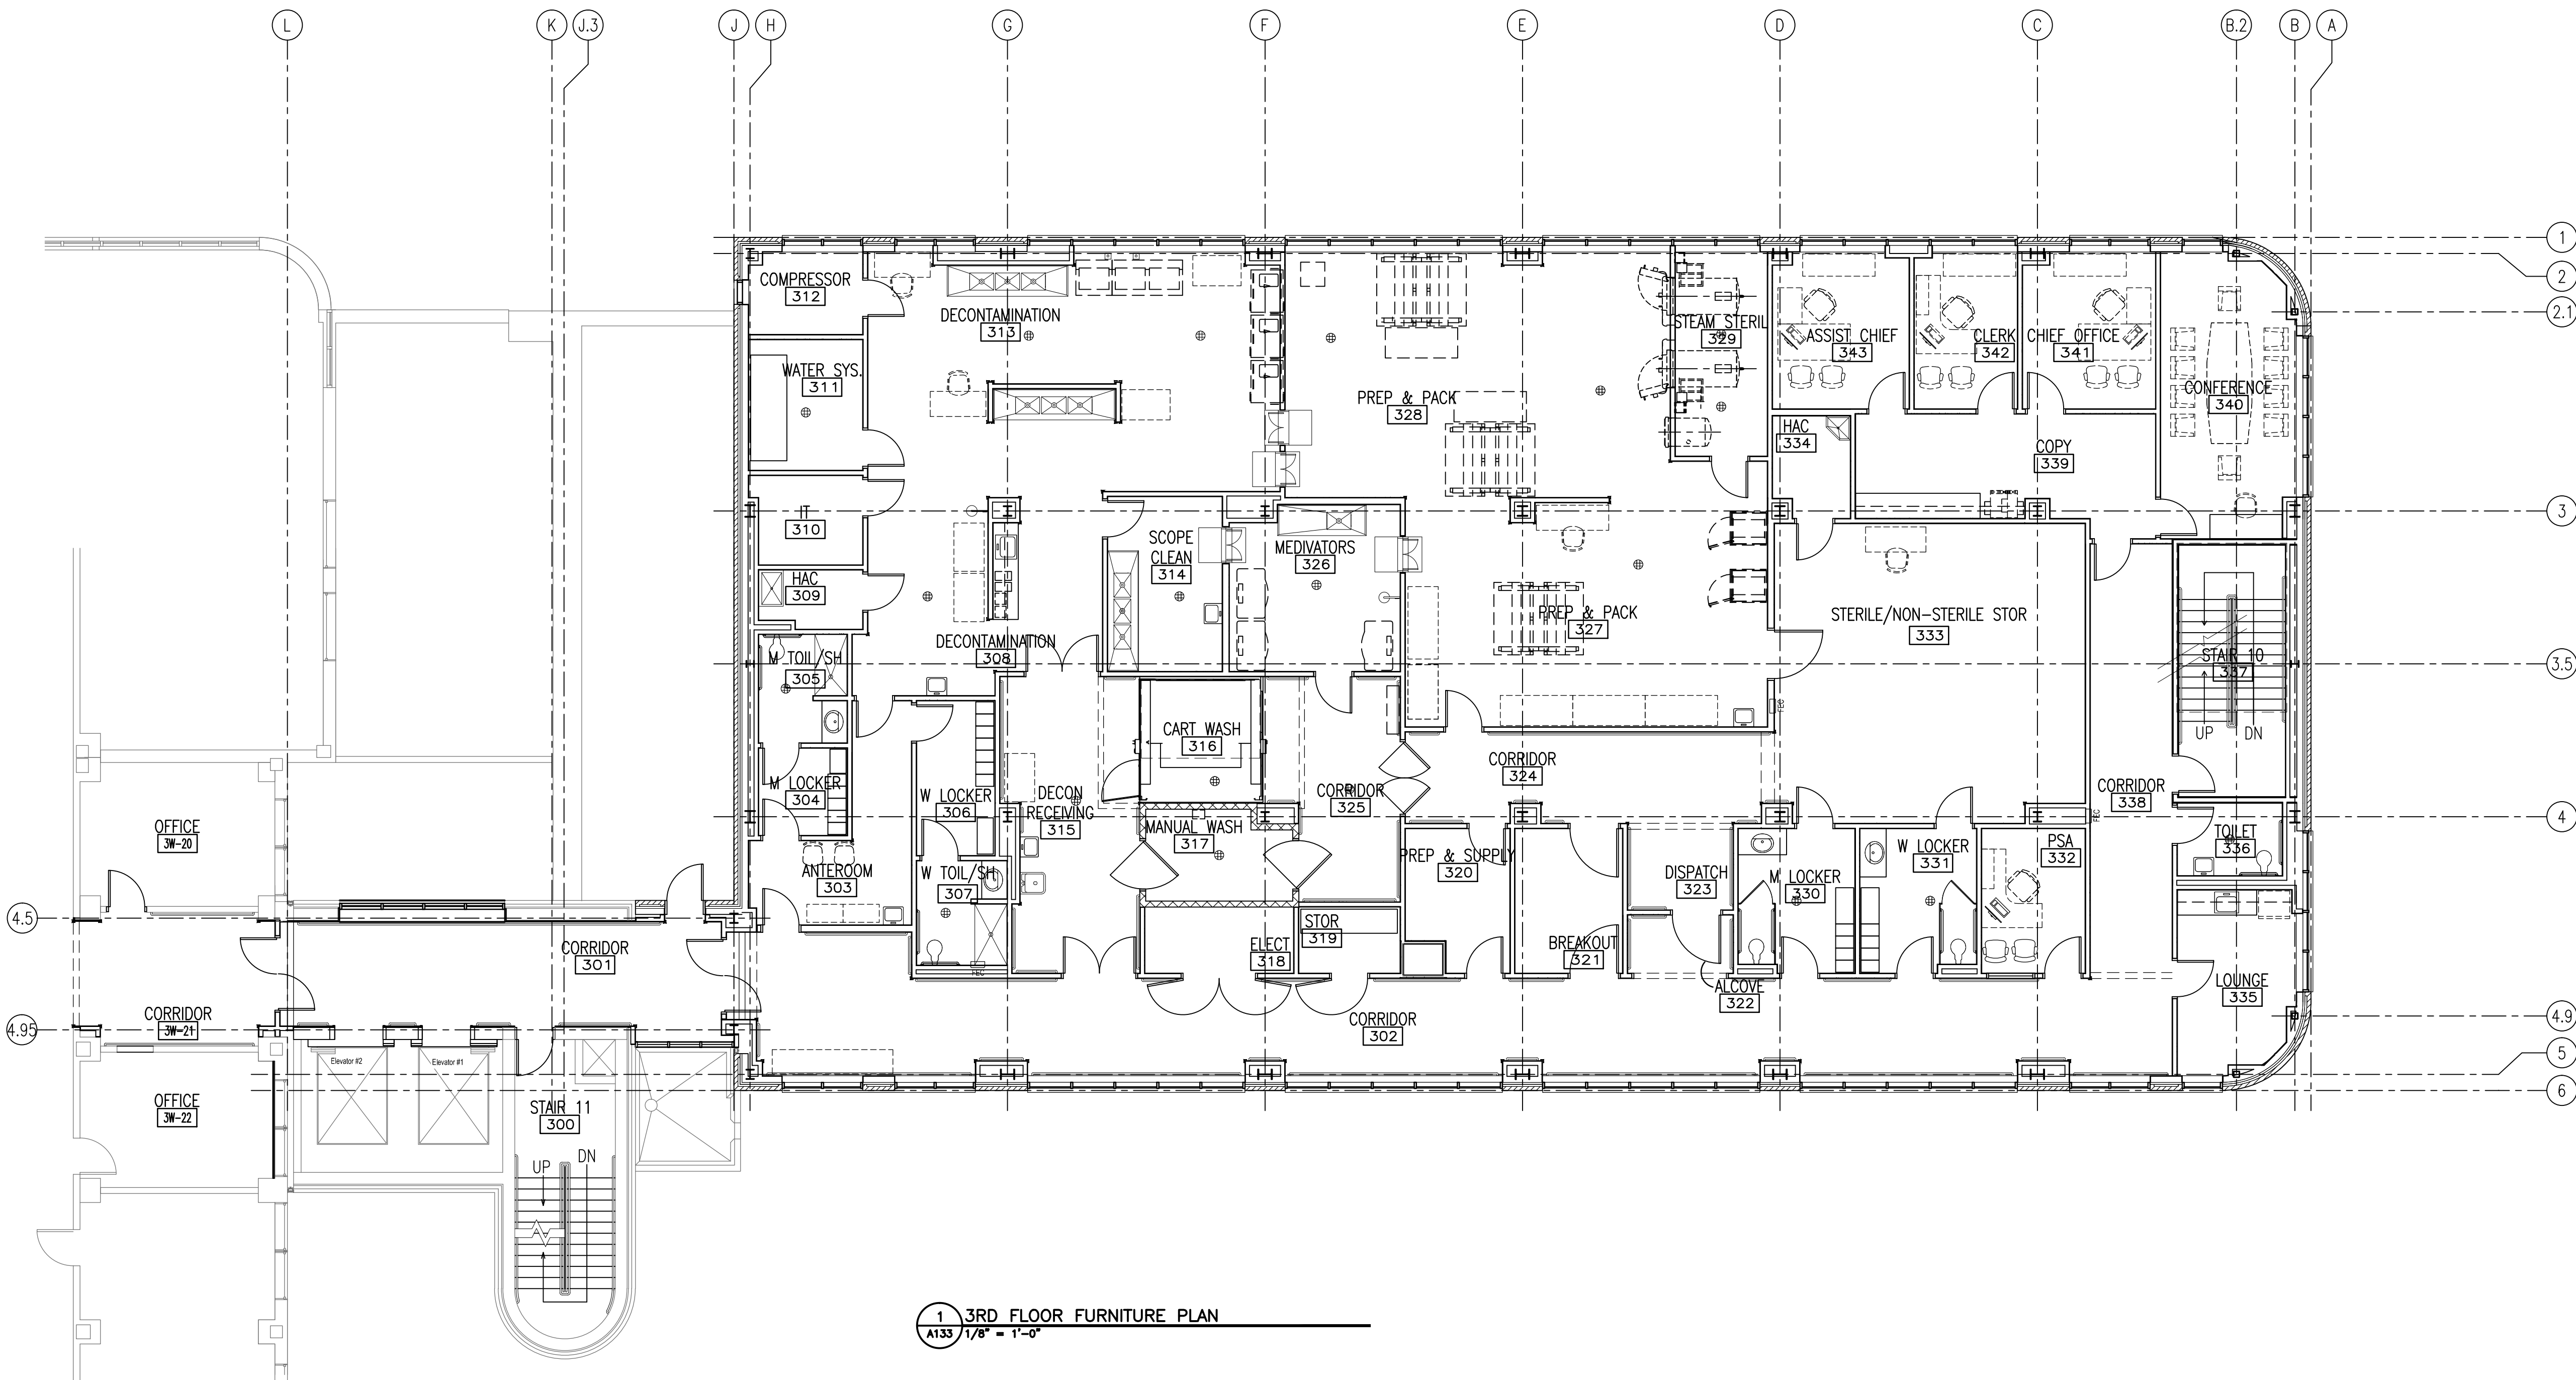 L
K
J.3
J
H
G
F
E
D
C
B.2
B
A
1
2
2.1
3
3.5
4
4.9
5
6
4.5
4.95
COMPRESSOR
312
DECONTAMINATION
313
WATER SYS.
311
STEAM STERIL
329
ASSIST CHIEF
343
CLERK
342
CHIEF OFFICE
341
CONFERENCE
340
PREP & PACK
328
HAC
334
COPY
339
IT
310
SCOPE
CLEAN
314
MEDIVATORS
326
HAC
309
PREP & PACK
327
STERILE/NON-STERILE STOR
333
DECONTAMINATION
308
M TOIL/SH
305
STAIR 10
337
UP
DN
FEC
CART WASH
316
CORRIDOR
324
M LOCKER
304
W LOCKER
306
DECON
RECEIVING
315
CORRIDOR
325
CORRIDOR
338
FEC
MANUAL WASH
317
OFFICE
3W-20
PREP & SUPPLY
320
DISPATCH
323
M LOCKER
330
W LOCKER
331
PSA
332
TOILET
336
ANTEROOM
303
W TOIL/SH
307
FEC
STOR
319
ELECT
318
BREAKOUT
321
ALCOVE
322
LOUNGE
335
CORRIDOR
301
CORRIDOR
3W-21
CORRIDOR
302
Elevator #2
Elevator #1
OFFICE
3W-22
STAIR 11
300
UP
DN
1
A133
3RD FLOOR FURNITURE PLAN
1/8" = 1'-0"